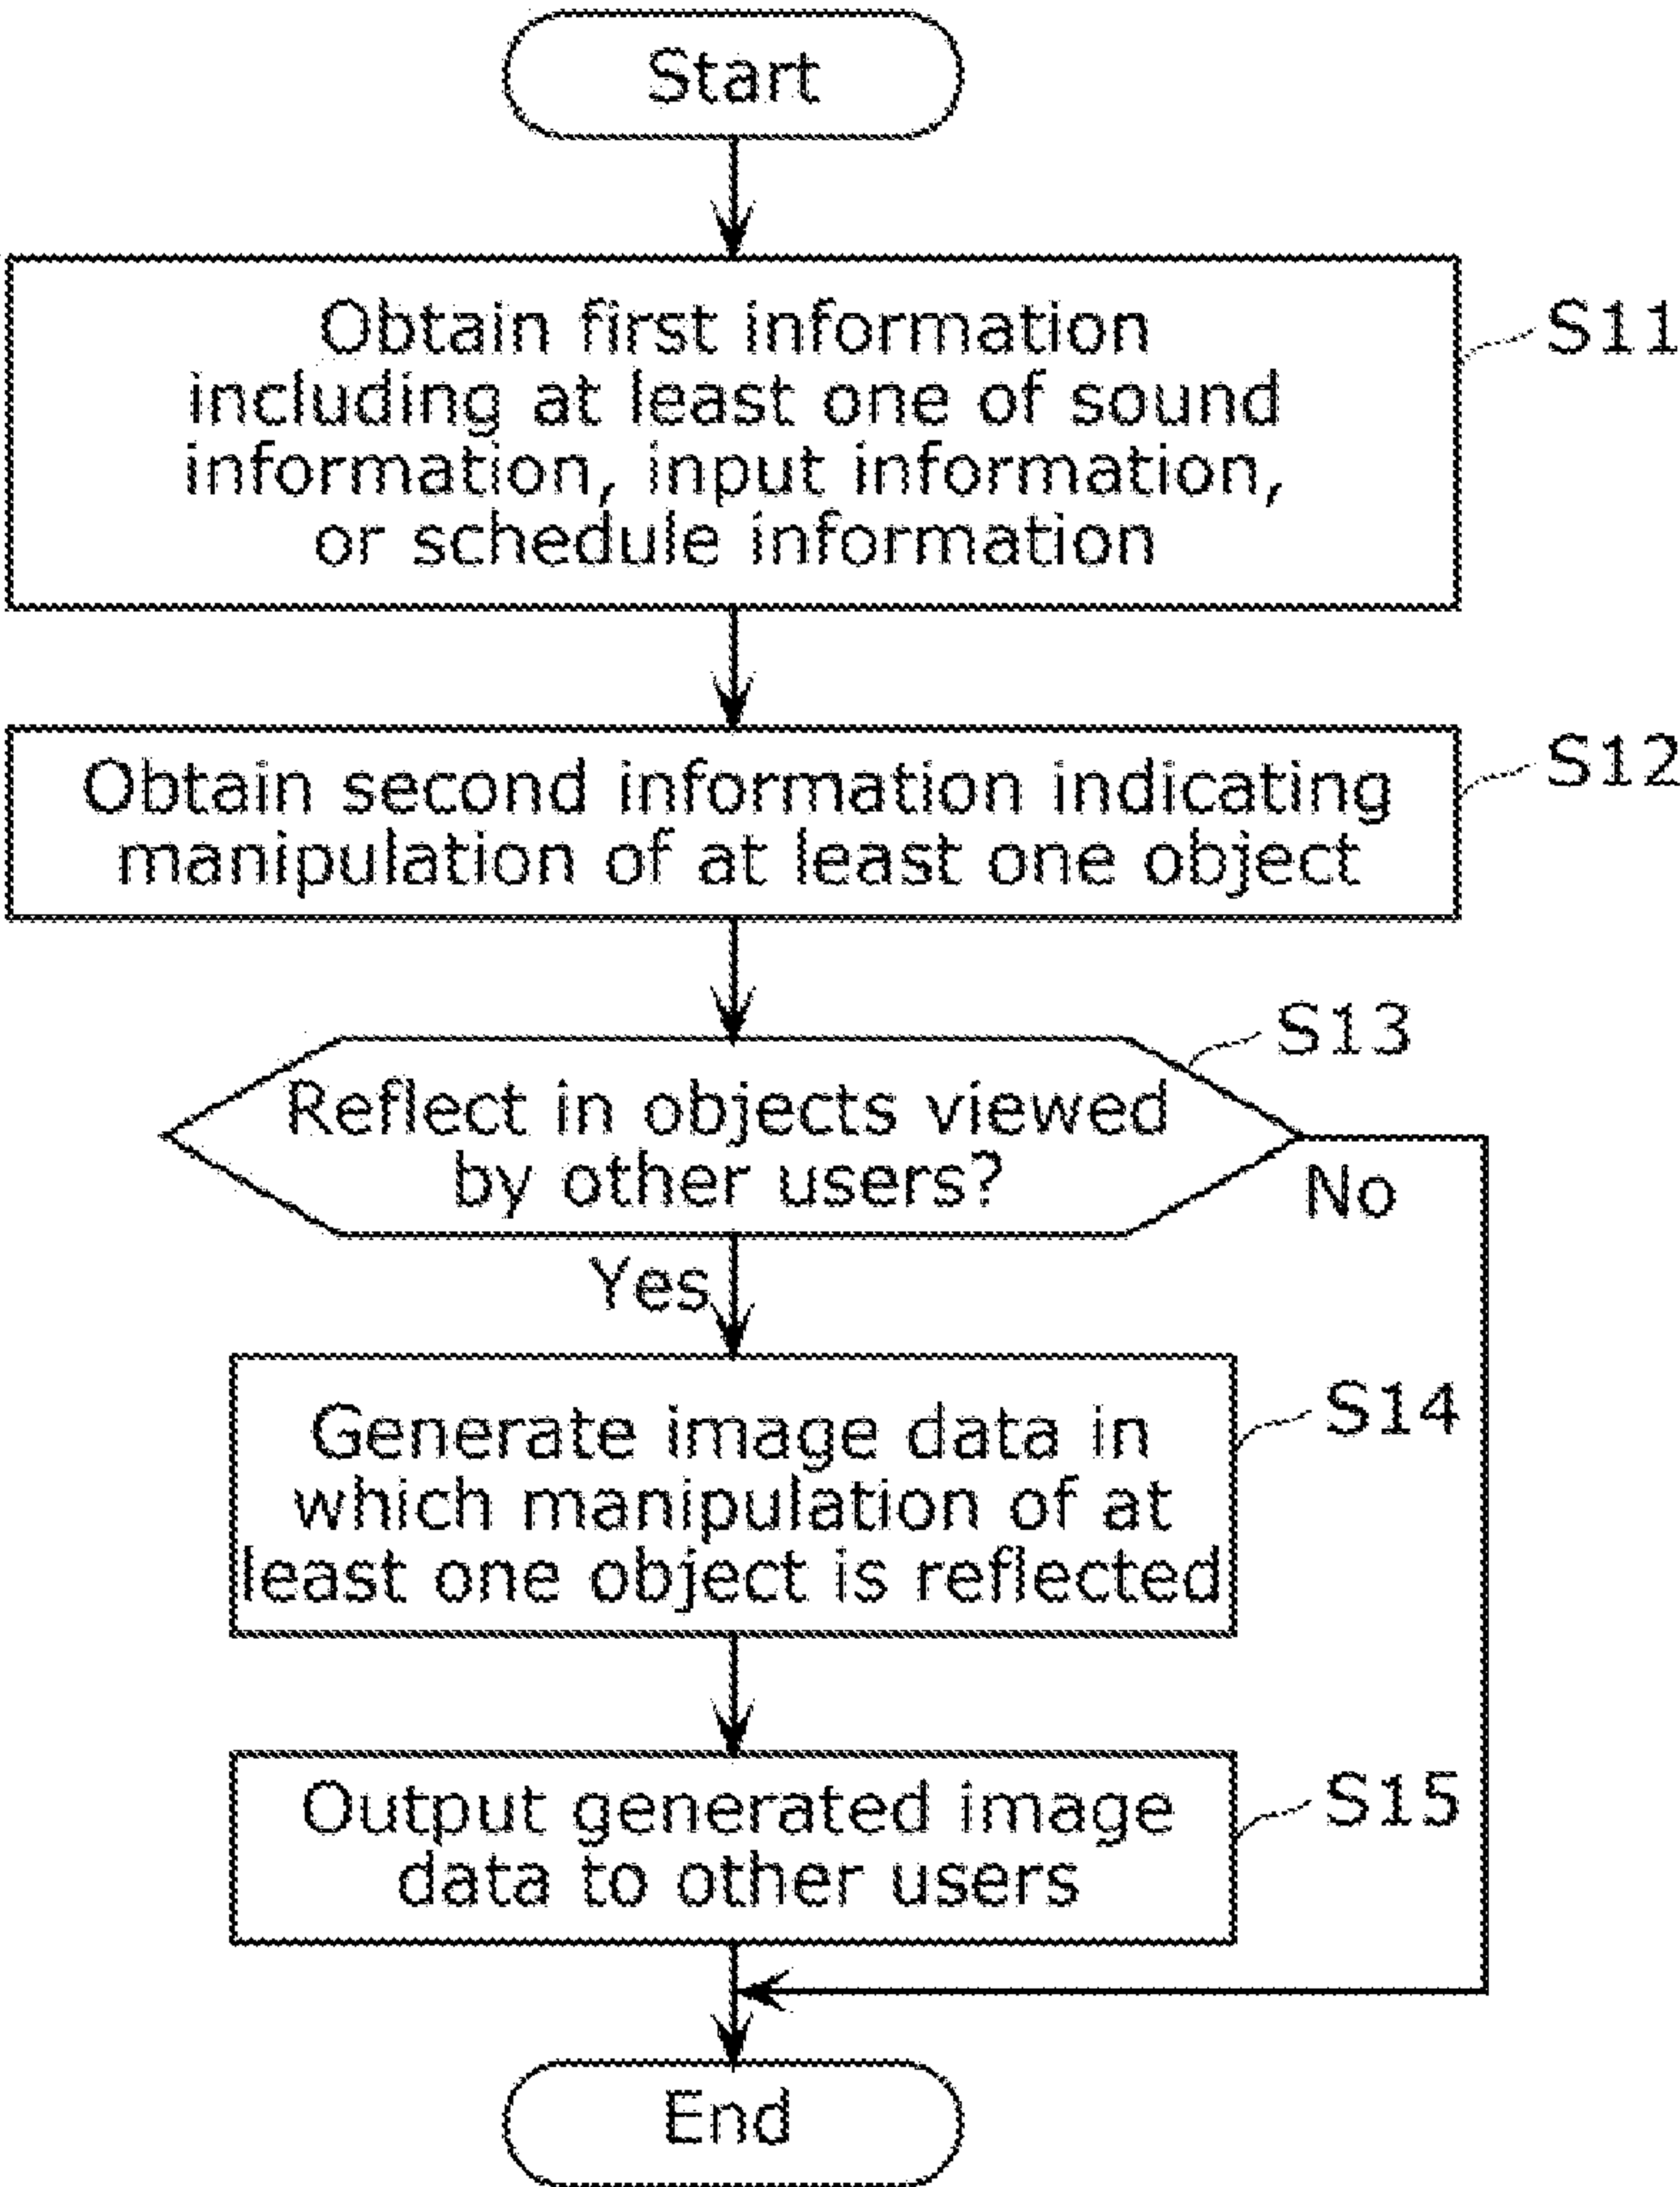 Start
Obtain first information
including at least one of sound
information, input information,
or schedule information
S11
Obtain second information indicating
manipulation of at least one object
S12
Reflect in objects viewed
by other users?
S13
No
Yes
Generate image data in
which manipulation of at
least one object is reflected
S14
Output generated image
data to other users
S15
End